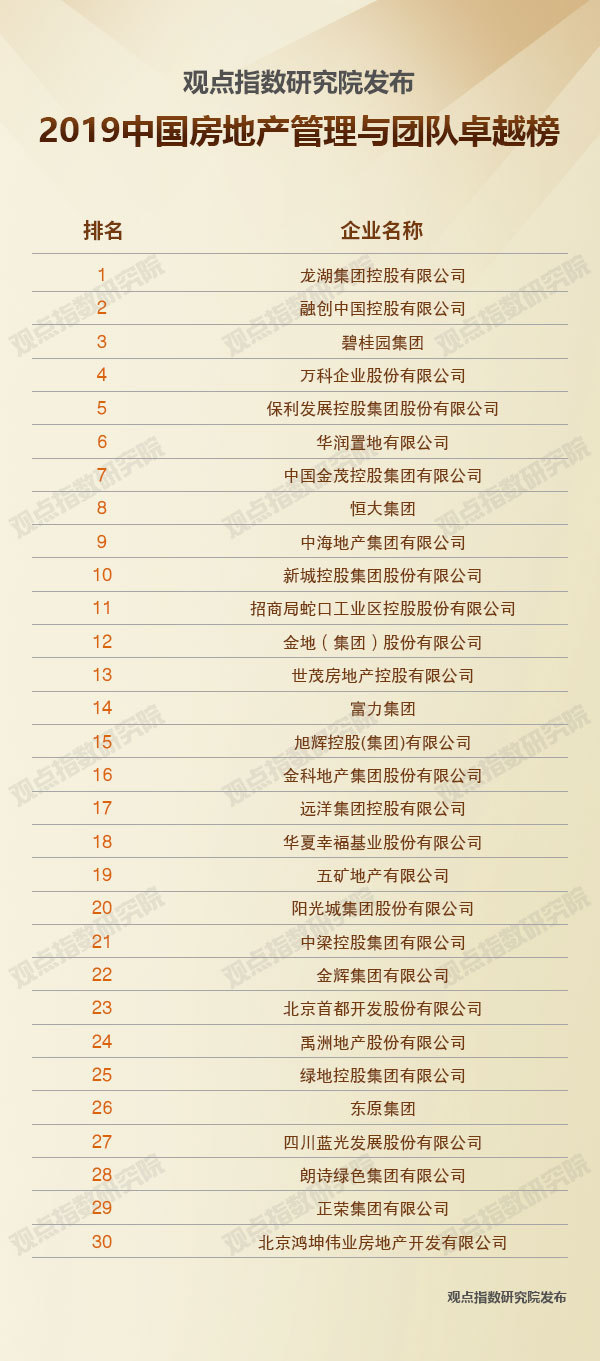 观点指数研究院发布
2019中国房地产管理与团队卓越榜
排名 企业名称
1 龙湖集团控股有限公司
2 融创中国控股有限公司
3 碧桂园集团
4 万科企业股份有限公司
5 保利发展控股集团股份有限公司
6 华润置地有限公司
7 中国金茂控股集团有限公司
8 恒大集团
9 中海地产集团有限公司
10 新城控股集团股份有限公司
11 招商局蛇口工业区控股股份有限公司
12 金地（集团）股份有限公司
13 世茂房地产控股有限公司
14 富力集团
15 旭辉控股(集团)有限公司
16 金科地产集团股份有限公司
17 远洋集团控股有限公司
18 华夏幸福基业股份有限公司
19 五矿地产有限公司
20 阳光城集团股份有限公司
21 中梁控股集团有限公司
22 金辉集团有限公司
23 北京首都开发股份有限公司
24 禹洲地产股份有限公司
25 绿地控股集团有限公司
26 东原集团
27 四川蓝光发展股份有限公司
28 朗诗绿色集团有限公司
29 正荣集团有限公司
30 北京鸿坤伟业房地产开发有限公司
观点指数研究院发布